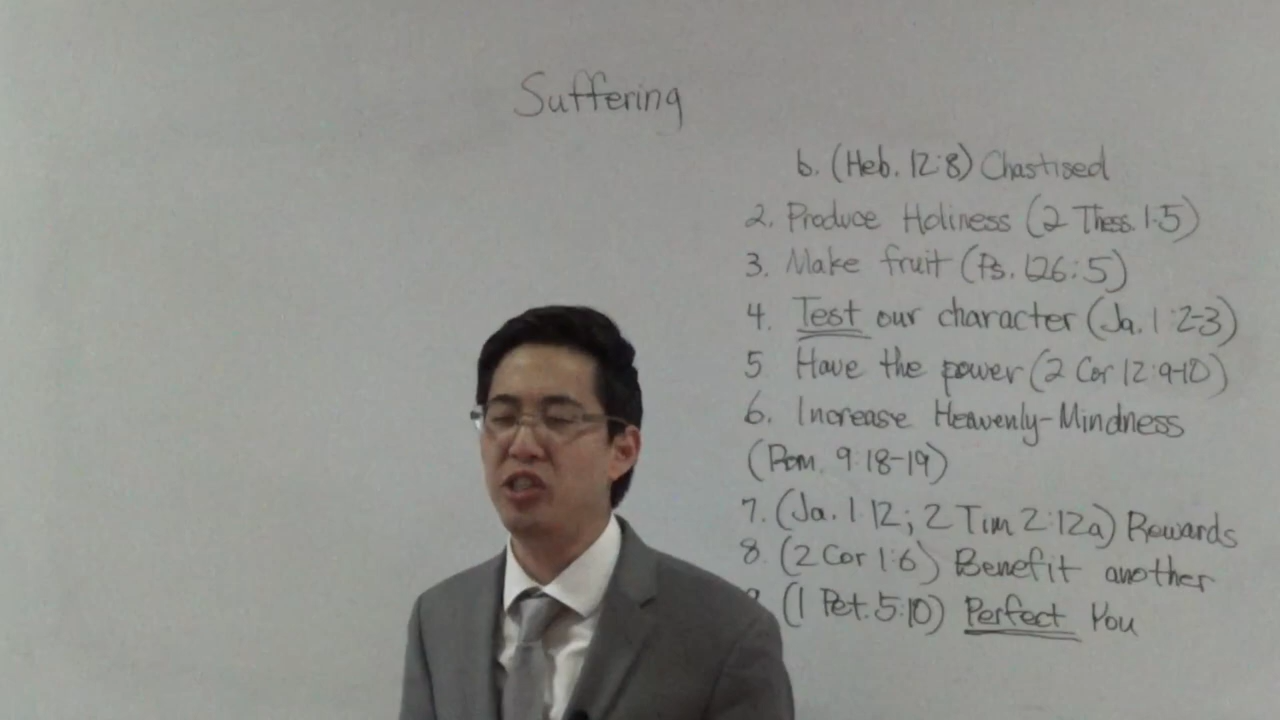 Suffering
b. (Heb. 12:8) Chastised
2. Produce Holiness (2 Thess. 1:5)
3. Make fruit (Ps. 126:5)
4. Test our character (Ja. 1:2-3)
5 Have the power (2 Cor 12:9-10)
6. Increase Heavenly-Mindness
(Rom. 9:18-19)
7. (Ja. 1:12; 2 Tim 2:12a) Rewards
8. (2 Cor 1:6) Benefit another
(1 Pet. 5:10) Perfect You